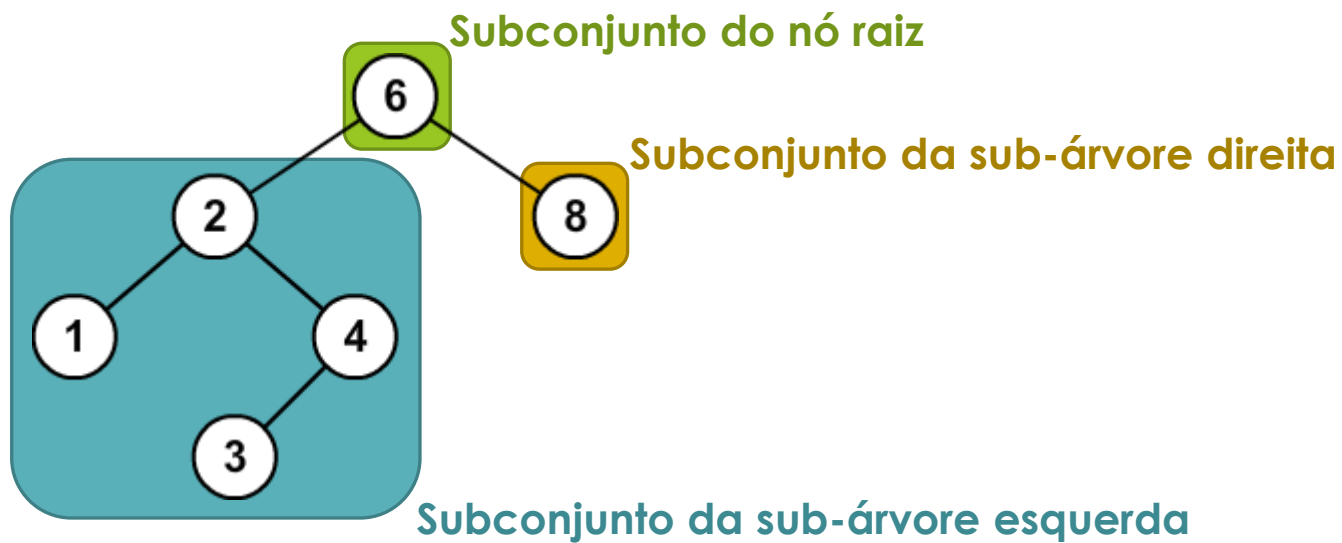 Subconjunto do nó raiz
6
Subconjunto da sub-árvore direita
2
8
1
4
3
Subconjunto da sub-árvore esquerda